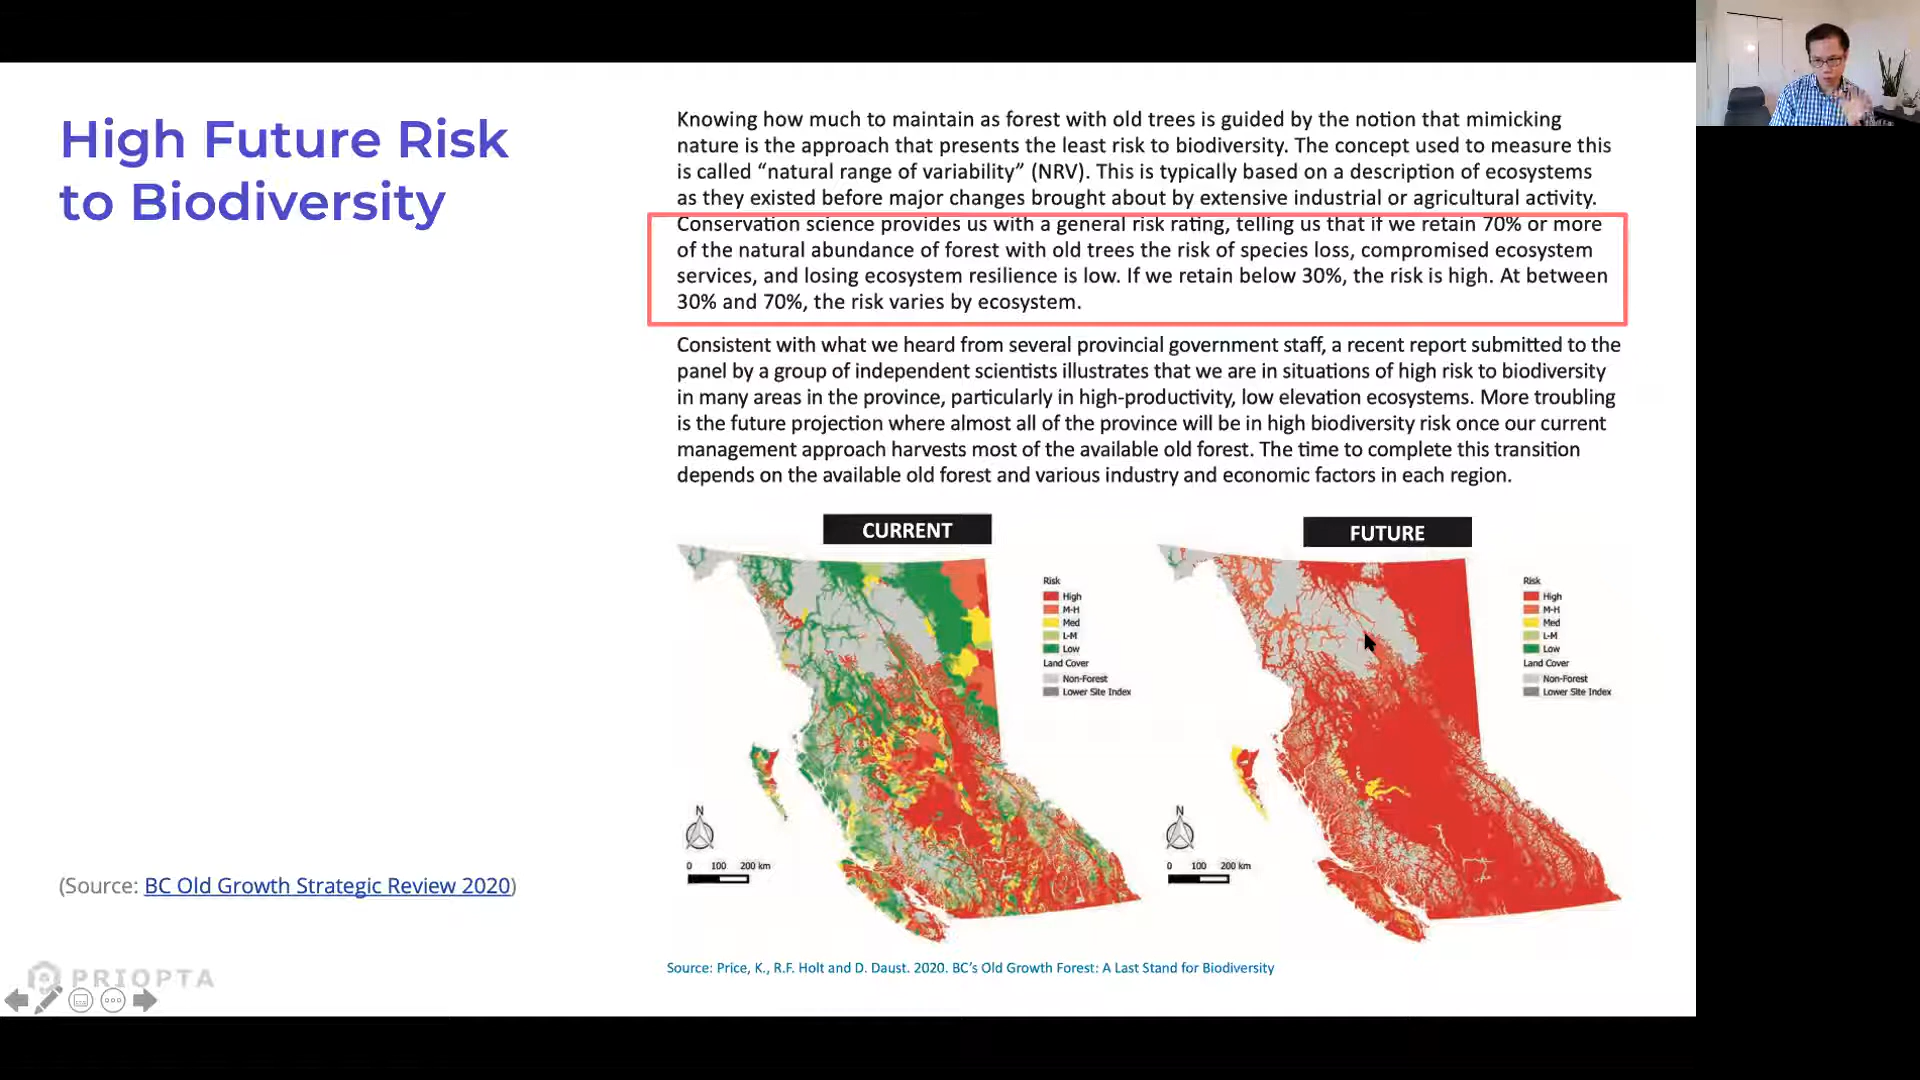 High Future Risk
to Biodiversity
Knowing how much to maintain as forest with old trees is guided by the notion that mimicking
nature is the approach that presents the least risk to biodiversity. The concept used to measure this
is called “natural range of variability” (NRV). This is typically based on a description of ecosystems
as they existed before major changes brought about by extensive industrial or agricultural activity.
Conservation science provides us with a general risk rating, telling us that if we retain 70% or more
of the natural abundance of forest with old trees the risk of species loss, compromised ecosystem
services, and losing ecosystem resilience is low. If we retain below 30%, the risk is high. At between
30% and 70%, the risk varies by ecosystem.
Consistent with what we heard from several provincial government staff, a recent report submitted to the
panel by a group of independent scientists illustrates that we are in situations of high risk to biodiversity
in many areas in the province, particularly in high-productivity, low elevation ecosystems. More troubling
is the future projection where almost all of the province will be in high biodiversity risk once our current
management approach harvests most of the available old forest. The time to complete this transition
depends on the available old forest and various industry and economic factors in each region.
CURRENT
Risk
High
M-H
Med
L-M
Low
Land Cover
Non-Forest
Lower Site Index
N
0 100 200 km
FUTURE
Risk
High
M-H
Med
L-M
Low
Land Cover
Non-Forest
Lower Site Index
N
0 100 200 km
(Source: BC Old Growth Strategic Review 2020)
Source: Price, K., R.F. Holt and D. Daust. 2020. BC’s Old Growth Forest: A Last Stand for Biodiversity
PRIOPTA